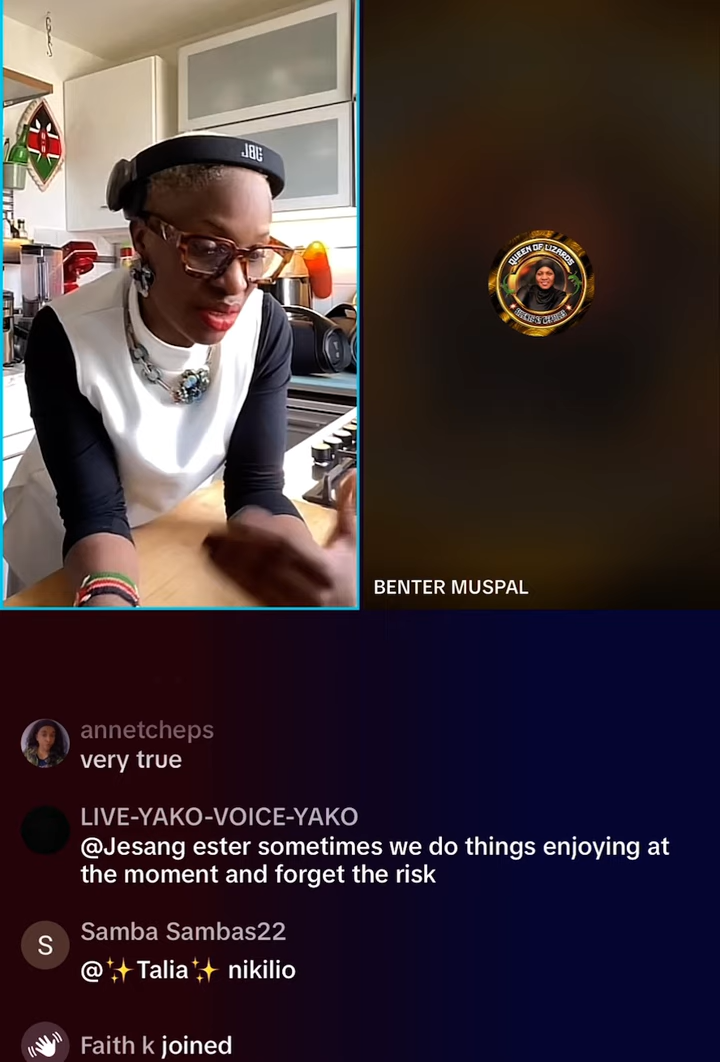 JBL
QUEEN OF LIZARDS
BENTER MUSPAL
annetcheps
very true
LIVE-YAKO-VOICE-YAKO
@Jesang ester sometimes we do things enjoying at
the moment and forget the risk
S
Samba Sambas22
@✨Talia✨ nikilio
Faith k joined